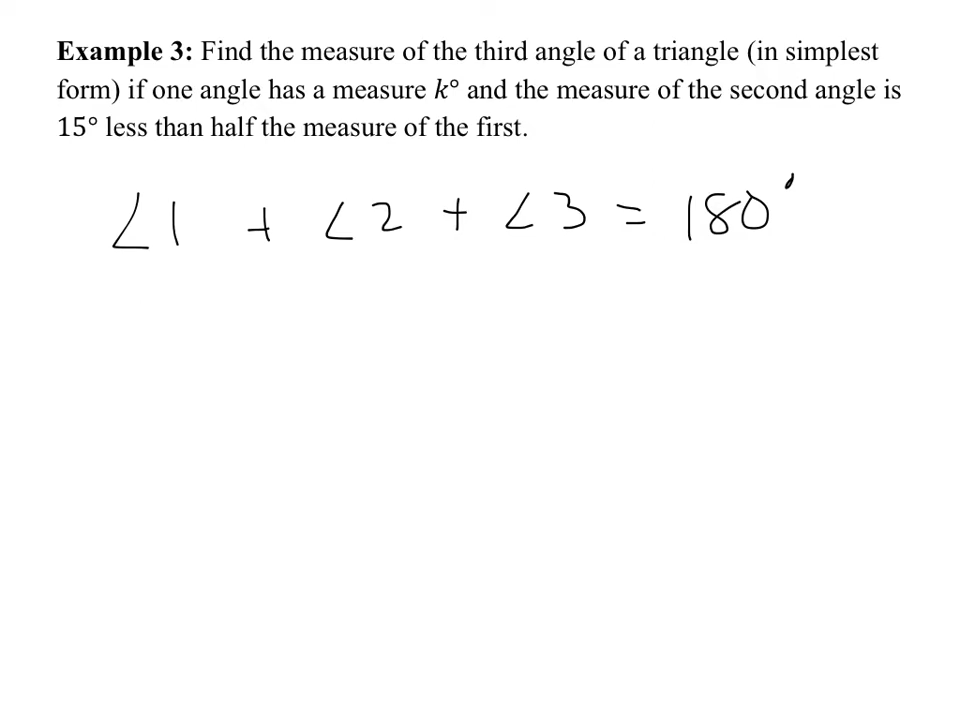 Example 3: Find the measure of the third angle of a triangle (in simplest
form) if one angle has a measure k° and the measure of the second angle is
15° less than half the measure of the first.
∠1 + ∠2 + ∠3 = 180°